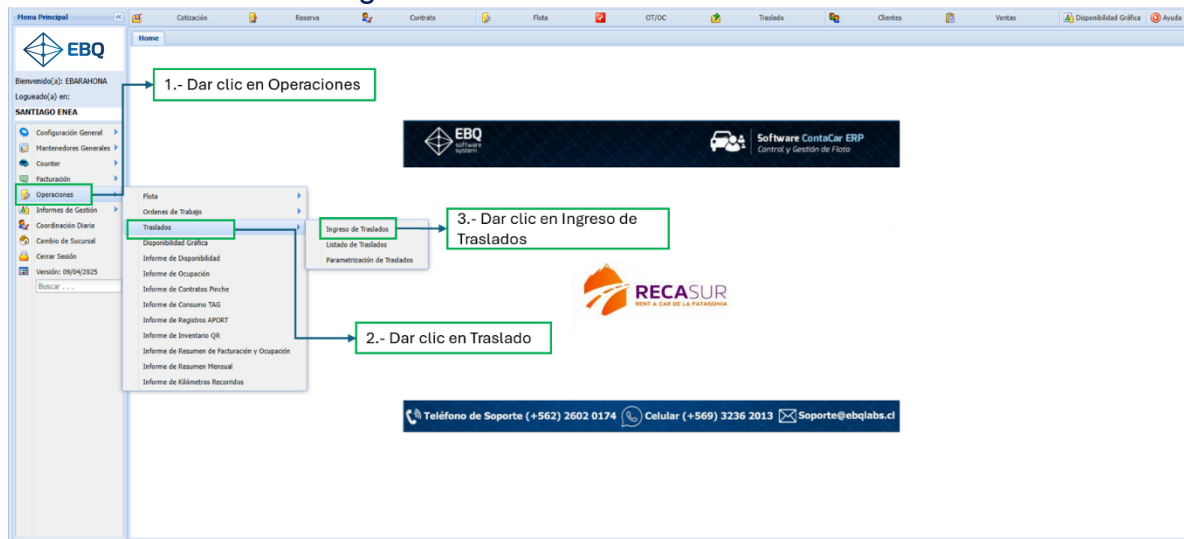 Menu Principal
Cotización
Reserva
Contrato
Flota
OT/OC
Traslado
Clientes
Ventas
Disponibilidad Gráfica
Ayuda
Home
EBQ
Bienvenido(a): EBARAHONA
Logueado(a) en:
SANTIAGO ENEA
1.- Dar clic en Operaciones
Configuración General
Mantenedores Generales
Counter
Facturación
Operaciones
Informes de Gestión
Coordinación Diaria
Cambio de Sucursal
Cerrar Sesión
Versión: 09/04/2025
Buscar . . .
EBQ
software
system
Software ContaCar ERP
Control y Gestión de Flota
Flota
Ordenes de Trabajo
Traslados
Disponibilidad Gráfica
Informe de Disponibilidad
Informe de Ocupación
Informe de Contratos Pinche
Informe de Consumo TAG
Informe de Registros APORT
Informe de Inventario QR
Informe de Resumen de Facturación y Ocupación
Informe de Resumen Mensual
Informe de Kilómetros Recorridos
Ingreso de Traslados
Listado de Traslados
Parametrización de Traslados
3.- Dar clic en Ingreso de
Traslados
RECASUR
RENT A CAR DE LA PATAGONIA
2.- Dar clic en Traslado
Teléfono de Soporte (+562) 2602 0174 Celular (+569) 3236 2013 Soporte@ebqlabs.cl